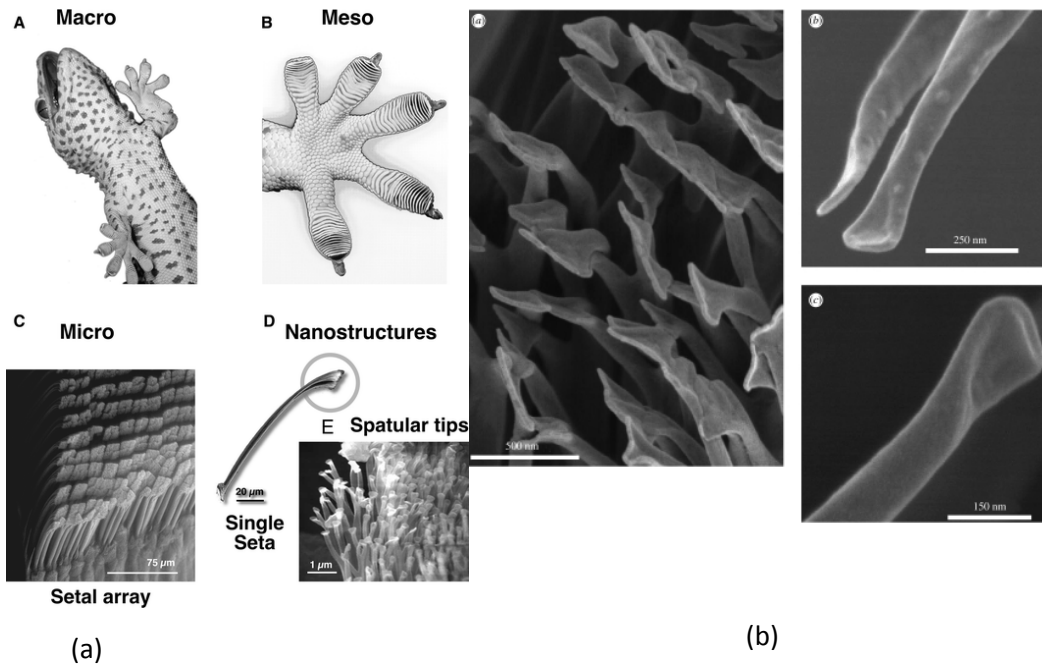 A
Macro
B
Meso
C
Micro
75 µm
Setal array
D
Nanostructures
E
20 µm
Single
Seta
Spatular tips
1 µm
(a)
(a)
500 nm
(b)
250 nm
(c)
150 nm
(b)